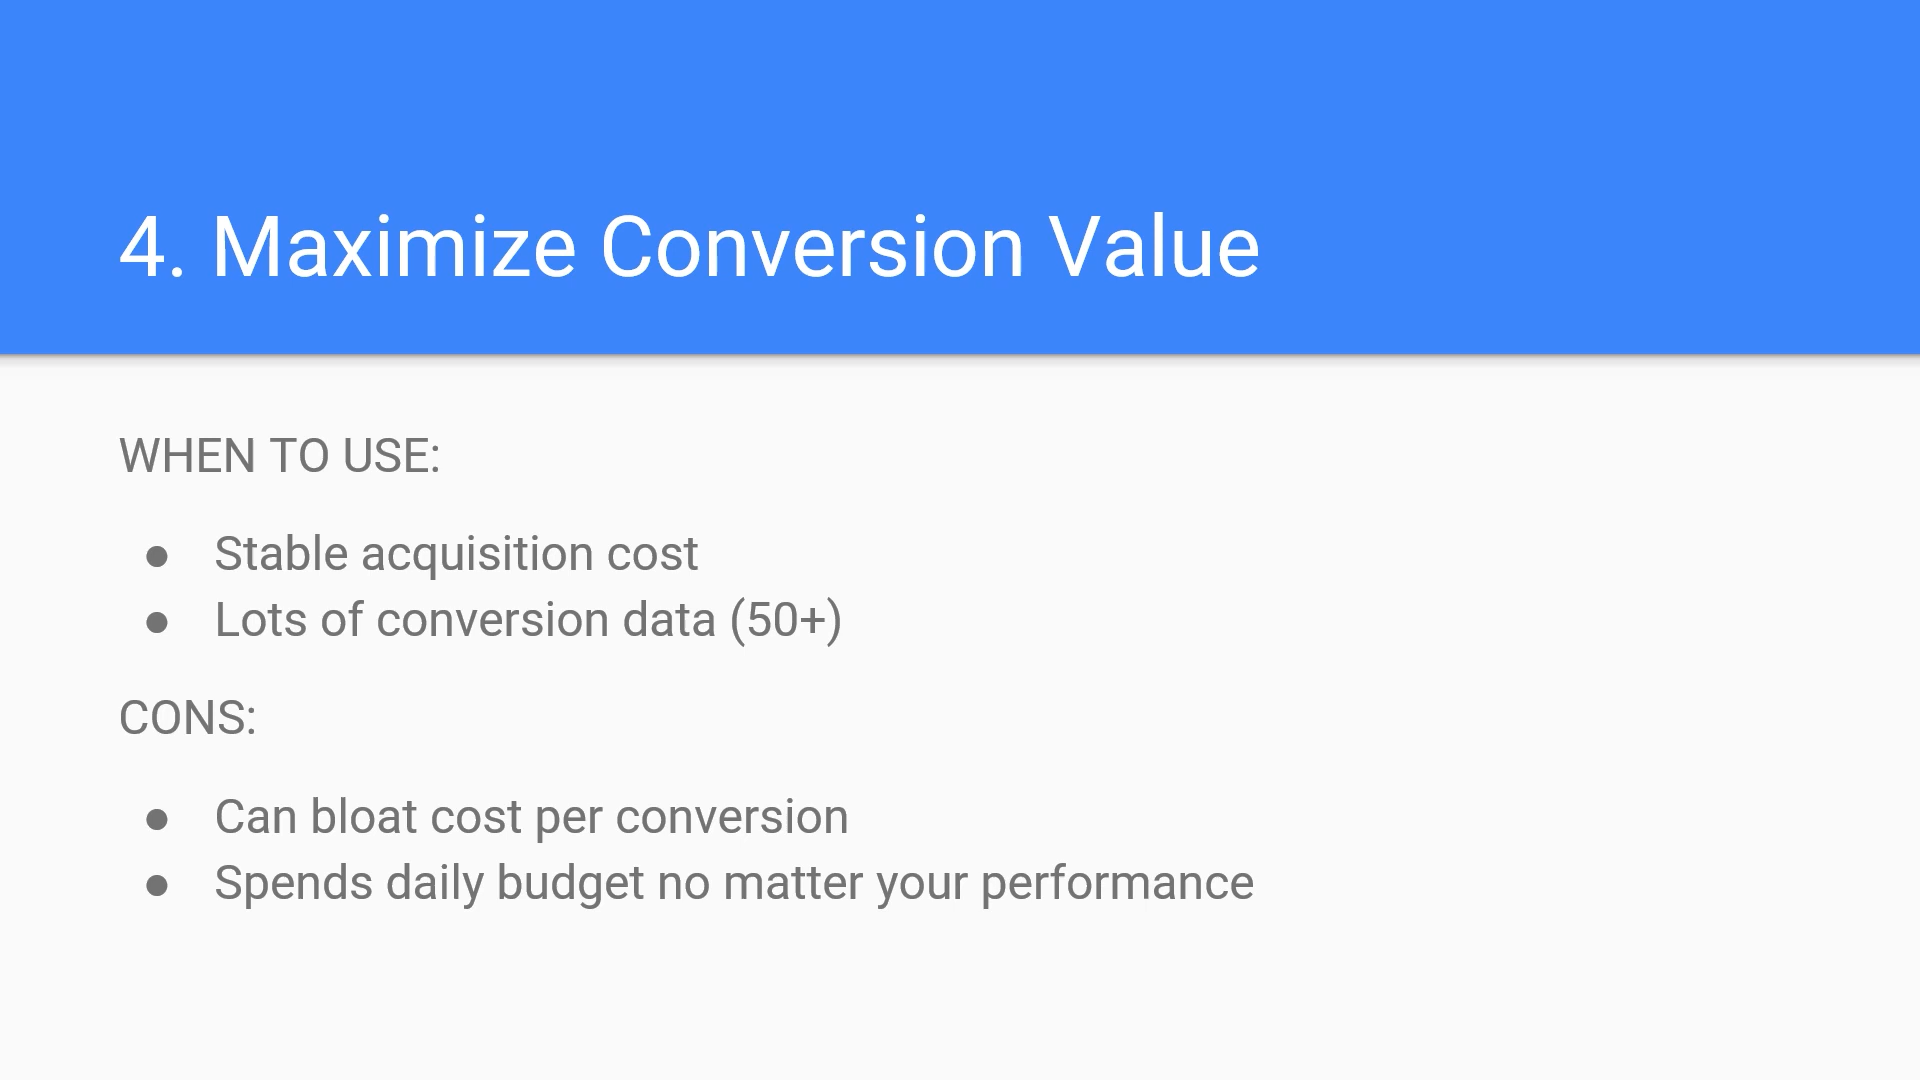 4. Maximize Conversion Value
WHEN TO USE:
● Stable acquisition cost
● Lots of conversion data (50+)
CONS:
● Can bloat cost per conversion
● Spends daily budget no matter your performance